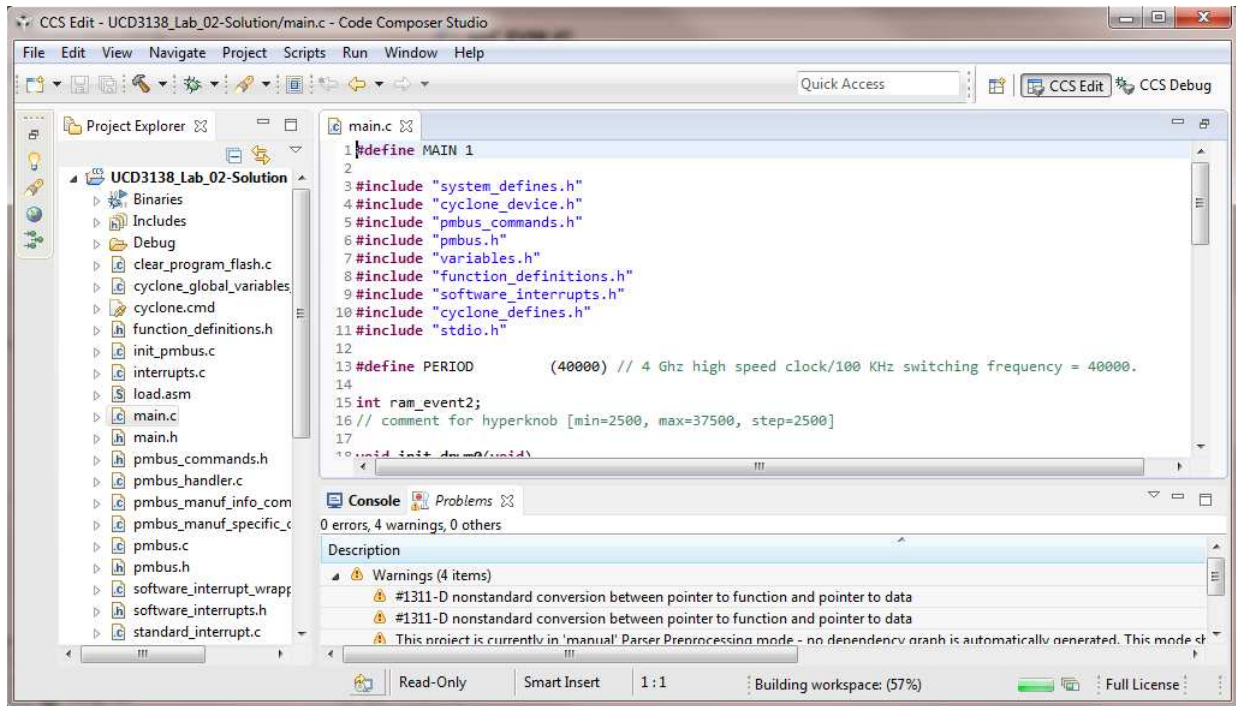 CCS Edit - UCD3138_Lab_02-Solution/main.c - Code Composer Studio
File Edit View Navigate Project Scripts Run Window Help
Quick Access
CCS Edit
CCS Debug
Project Explorer
UCD3138_Lab_02-Solution
Binaries
Includes
Debug
clear_program_flash.c
cyclone_global_variables_
cyclone.cmd
function_definitions.h
init_pmbus.c
interrupts.c
load.asm
main.c
main.h
pmbus_commands.h
pmbus_handler.c
pmbus_manuf_info_com
pmbus_manuf_specific_c
pmbus.c
pmbus.h
software_interrupt_wrapp
software_interrupts.h
standard_interrupt.c
main.c
1 #define MAIN 1
2
3 #include "system_defines.h"
4 #include "cyclone_device.h"
5 #include "pmbus_commands.h"
6 #include "pmbus.h"
7 #include "variables.h"
8 #include "function_definitions.h"
9 #include "software_interrupts.h"
10 #include "cyclone_defines.h"
11 #include "stdio.h"
12
13 #define PERIOD (40000) // 4 Ghz high speed clock/100 KHz switching frequency = 40000.
14
15 int ram_event2;
16 // comment for hyperknob [min=2500, max=37500, step=2500]
17
18 void init_dpwm0(void)
Console Problems
0 errors, 4 warnings, 0 others
Description
Warnings (4 items)
#1311-D nonstandard conversion between pointer to function and pointer to data
#1311-D nonstandard conversion between pointer to function and pointer to data
This project is currently in 'manual' Parser Preprocessing mode - no dependency graph is automatically generated. This mode sh
Read-Only Smart Insert 1:1 Building workspace: (57%) Full License